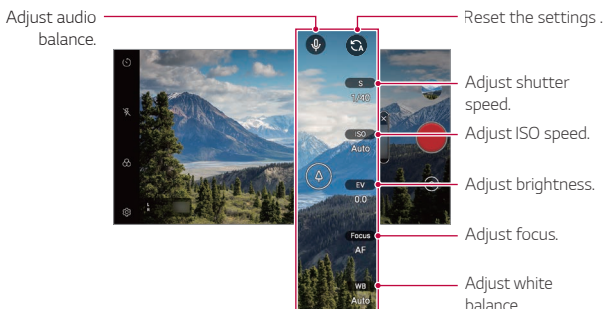 Adjust audio
balance.
Reset the settings .
S
1/40
Adjust shutter
speed.
ISO
Auto
Adjust ISO speed.
EV
0.0
Adjust brightness.
Focus
AF
Adjust focus.
WB
Auto
Adjust white
balance
L
R
A